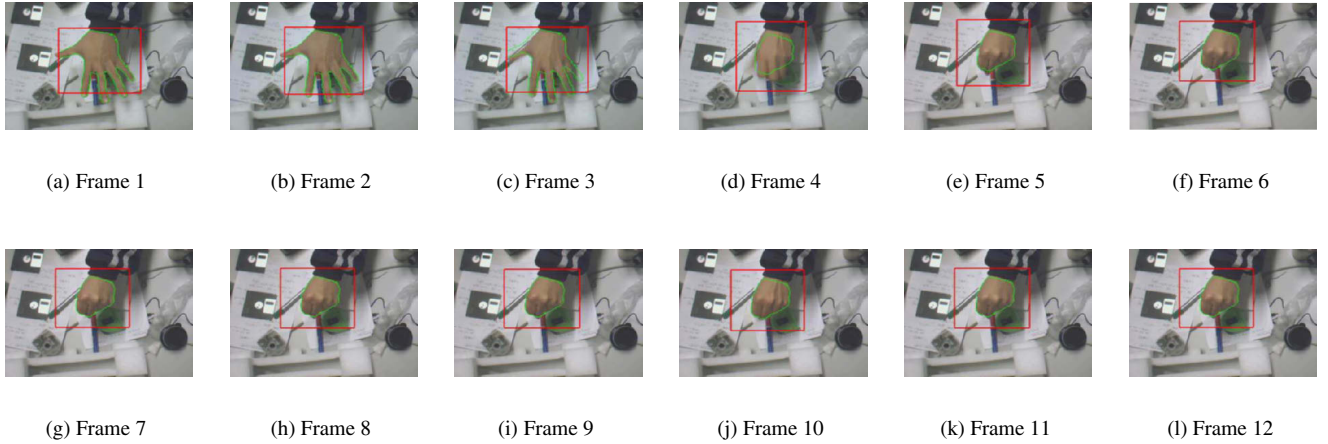 (a) Frame 1
(b) Frame 2
(c) Frame 3
(d) Frame 4
(e) Frame 5
(f) Frame 6
(g) Frame 7
(h) Frame 8
(i) Frame 9
(j) Frame 10
(k) Frame 11
(l) Frame 12